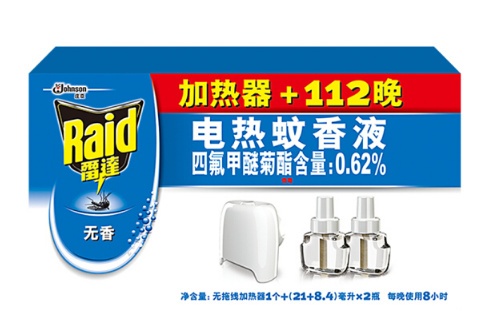 Johnson
庄臣
Raid
雷達
无香
加热器+112晚
电热蚊香液
四氟甲醚菊酯含量:0.62%
净含量: 无拖线加热器1个+(21+8.4)毫升×2瓶 每晚使用8小时